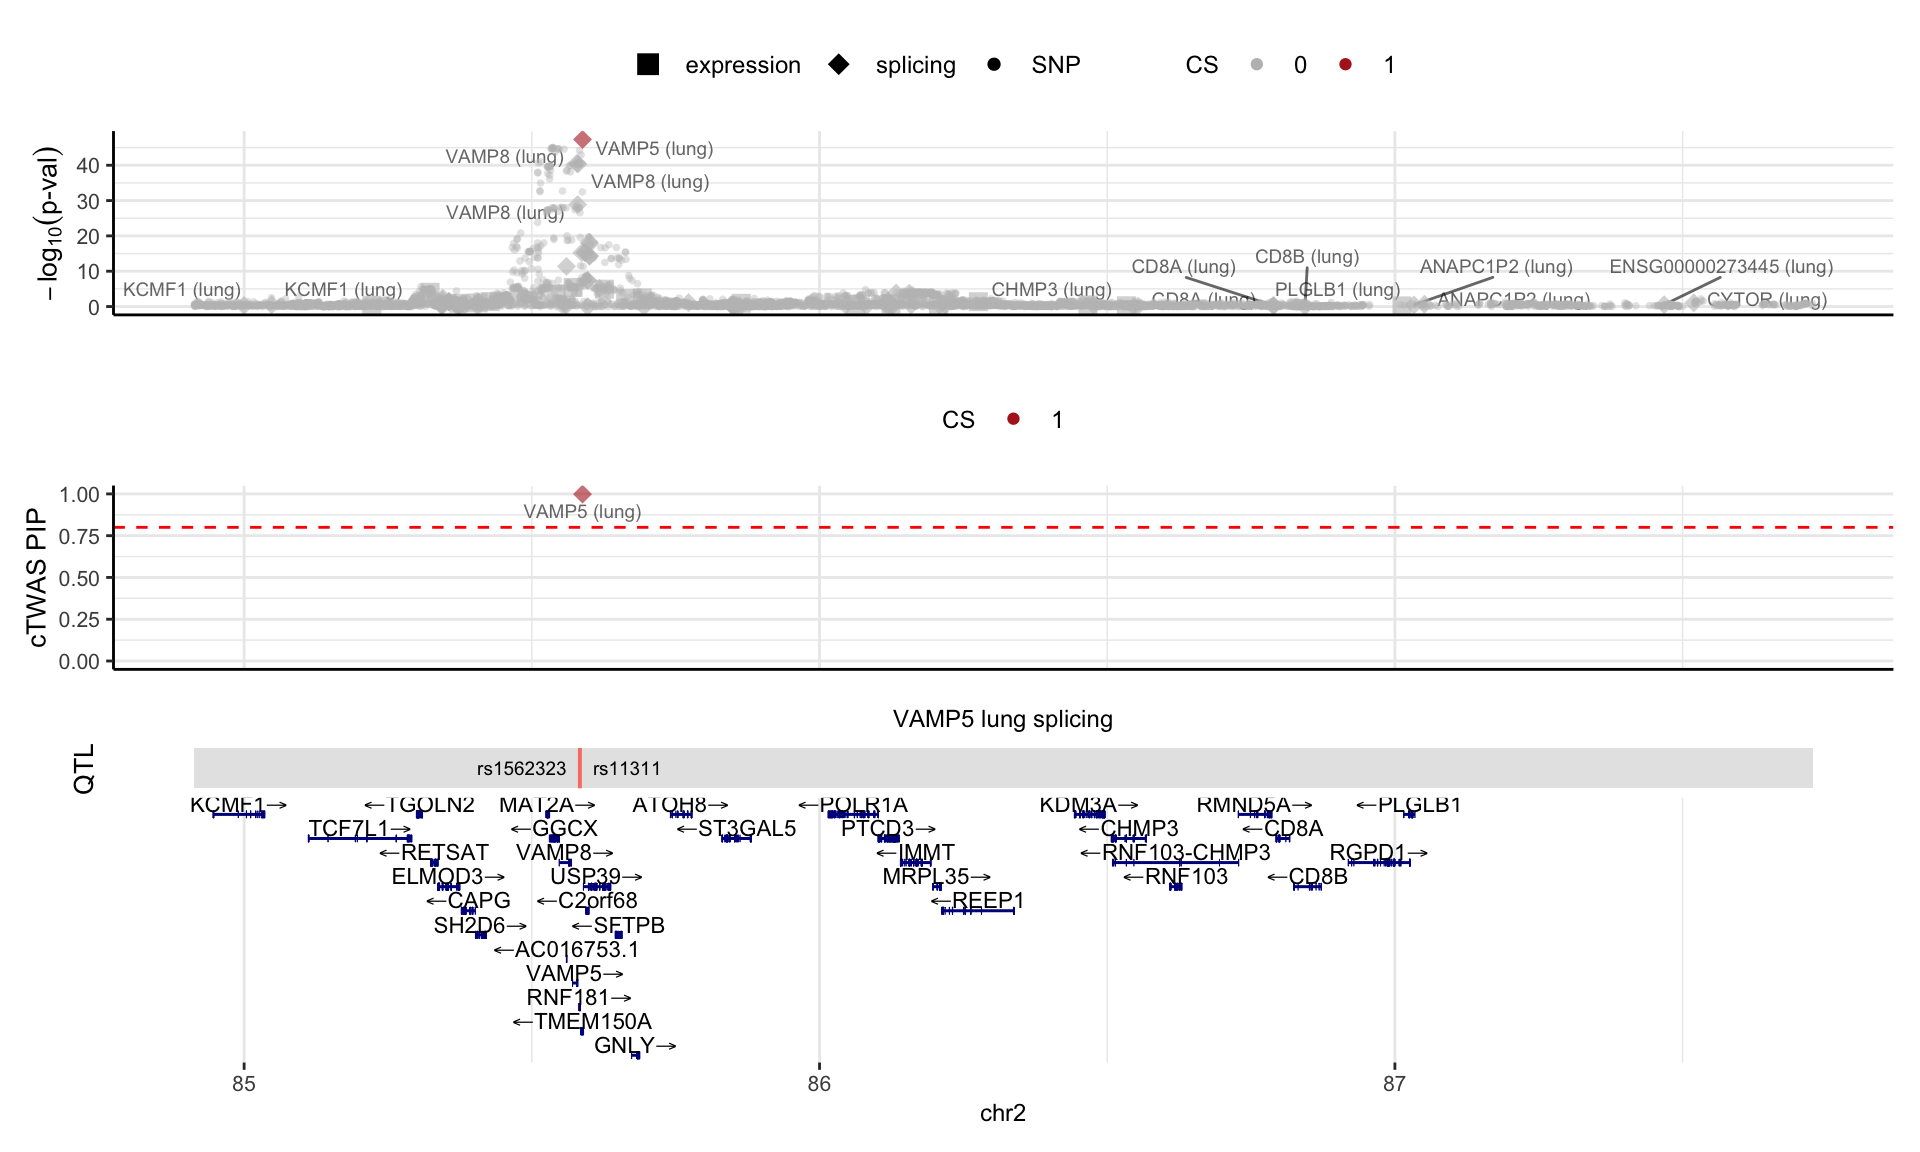 expression splicing SNP CS 0 1
−log10(p-val)
40
30
20
10
0
VAMP8 (lung) VAMP5 (lung)
VAMP8 (lung)
VAMP8 (lung)
CD8B (lung)
CD8A (lung) ANAPC1P2 (lung) ENSG00000273445 (lung)
KCMF1 (lung) KCMF1 (lung) CHMP3 (lung) PLGLB1 (lung)
CD8A (lung) ANAPC1P2 (lung) CYTOR (lung)
CS 1
cTWAS PIP
1.00
0.75
0.50
0.25
0.00
VAMP5 (lung)
VAMP5 lung splicing
QTL
rs1562323 rs11311
KCMF1→ ←TGOLN2 MAT2A→ ATOH8→ ←POLR1A KDM3A→ RMND5A→ ←PLGLB1
TCF7L1→ ←GGCX ←ST3GAL5 PTCD3→ ←CHMP3 ←CD8A
←RETSAT VAMP8→ ←IMMT ←RNF103-CHMP3 RGPD1→
ELMOD3→ USP39→ MRPL35→ ←RNF103 ←CD8B
←CAPG ←C2orf68 ←REEP1
SH2D6→ ←SFTPB
←AC016753.1
VAMP5→
RNF181→
←TMEM150A
GNLY→
85 86 87
chr2